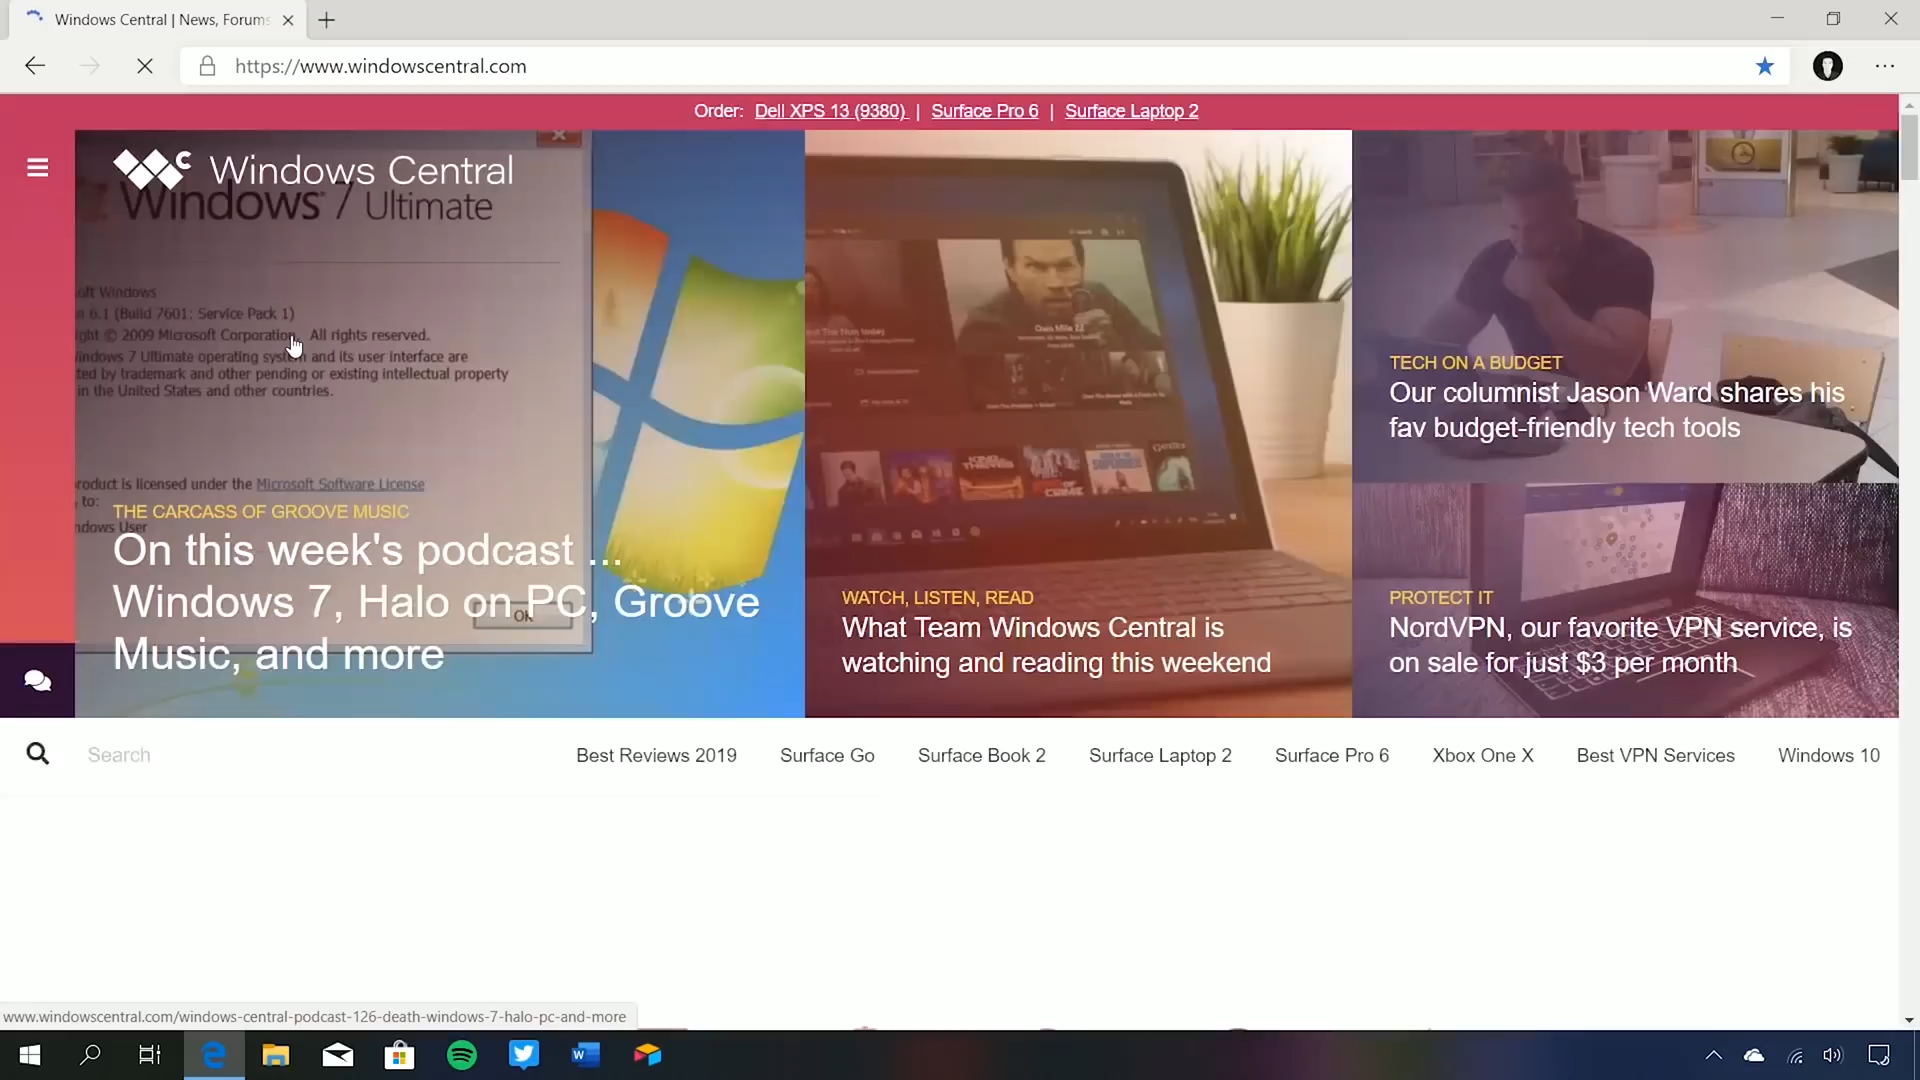 Windows Central | News, Forums
https://www.windowscentral.com
Order: Dell XPS 13 (9380) | Surface Pro 6 | Surface Laptop 2
Windows Central
Windows 7 Ultimate
oft Windows
n 6.1 (Build 7601: Service Pack 1)
ight © 2009 Microsoft Corporation. All rights reserved.
indows 7 Ultimate operating system and its user interface are
ted by trademark and other pending or existing intellectual property
in the United States and other countries.
roduct is licensed under the Microsoft Software License
to:
ndows User
OK
THE CARCASS OF GROOVE MUSIC
On this week's podcast ...
Windows 7, Halo on PC, Groove
Music, and more
WATCH, LISTEN, READ
What Team Windows Central is
watching and reading this weekend
TECH ON A BUDGET
Our columnist Jason Ward shares his
fav budget-friendly tech tools
PROTECT IT
NordVPN, our favorite VPN service, is
on sale for just $3 per month
Search
Best Reviews 2019 Surface Go Surface Book 2 Surface Laptop 2 Surface Pro 6 Xbox One X Best VPN Services Windows 10
www.windowscentral.com/windows-central-podcast-126-death-windows-7-halo-pc-and-more